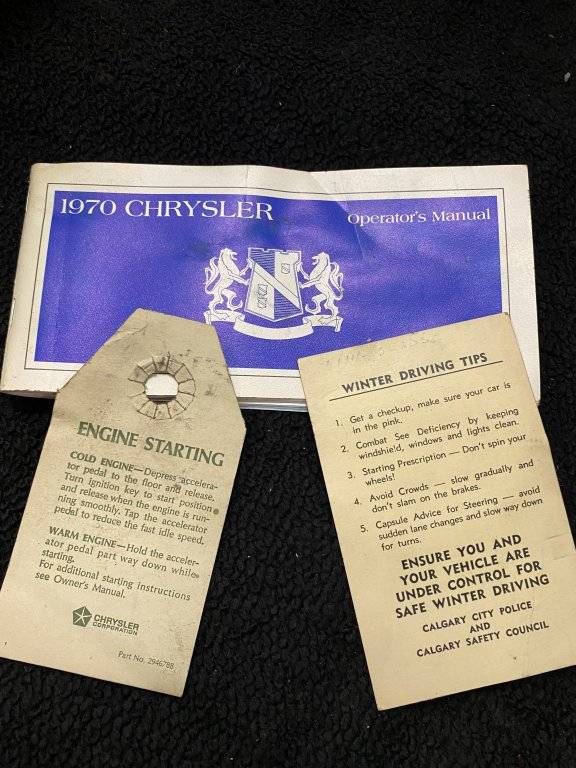 1970 CHRYSLER
Operator's Manual
ENGINE STARTING
COLD ENGINE—Depress accelera-
tor pedal to the floor and release.
Turn ignition key to start position
and release when the engine is run-
ning smoothly. Tap the accelerator
pedal to reduce the fast idle speed.
WARM ENGINE—Hold the acceler-
ator pedal part way down while
starting.
For additional starting instructions
see Owner's Manual.
CHRYSLER
CORPORATION
Part No. 2946788
WINTER DRIVING TIPS
1. Get a checkup, make sure your car is
in the pink.
2. Combat See Deficiency by keeping
windshield, windows and lights clean.
3. Starting Prescription — Don't spin your
wheels!
4. Avoid Crowds — slow gradually and
don't slam on the brakes.
5. Capsule Advice for Steering — avoid
sudden lane changes and slow way down
for turns.
ENSURE YOU AND
YOUR VEHICLE ARE
UNDER CONTROL FOR
SAFE WINTER DRIVING
CALGARY CITY POLICE
AND
CALGARY SAFETY COUNCIL